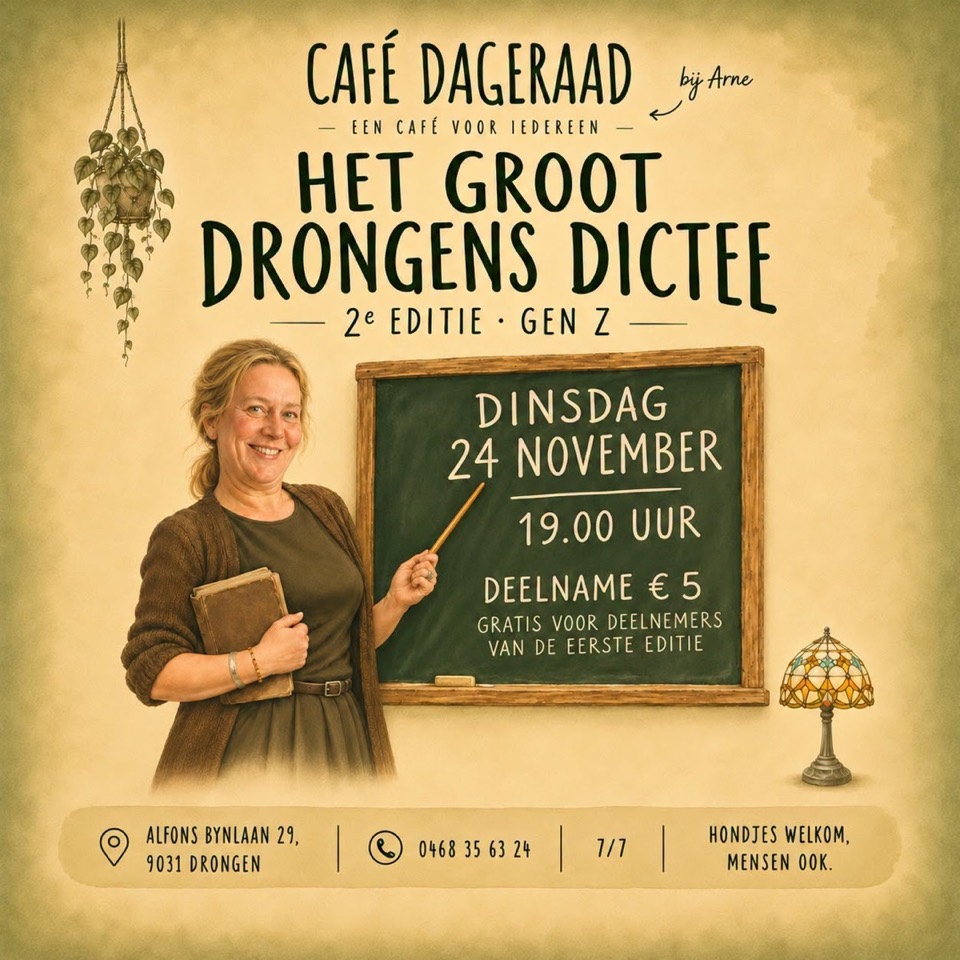 CAFÉ DAGERAAD
bij Arne
EEN CAFÉ VOOR IEDEREEN
HET GROOT
DRONGENS DICTEE
2e EDITIE · GEN Z
DINSDAG
24 NOVEMBER
19.00 UUR
DEELNAME € 5
GRATIS VOOR DEELNEMERS
VAN DE EERSTE EDITIE
ALFONS BYNLAAN 29,
9031 DRONGEN
0468 35 63 24
7/7
HONDJES WELKOM,
MENSEN OOK.